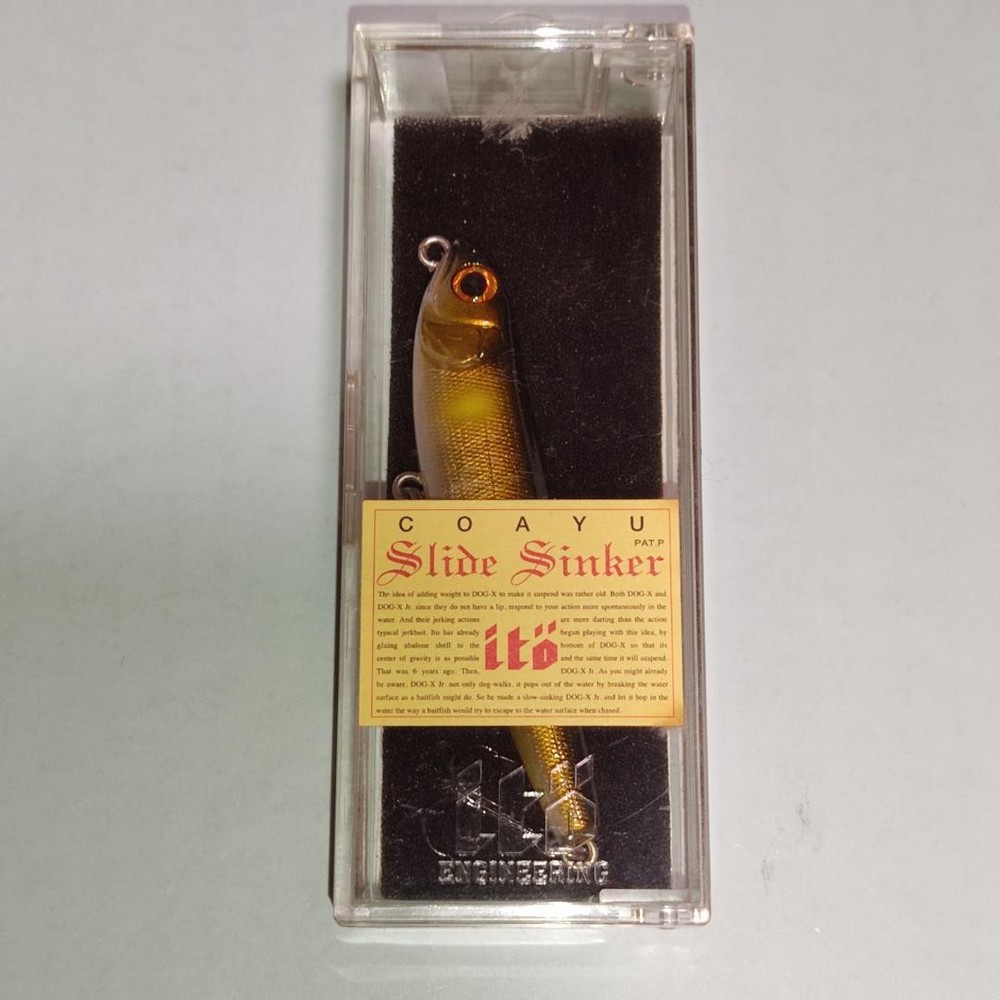 COAYU
PAT.P
Slide Sinker
The idea of adding weight to DOG-X to make it suspend was rather old. Both DOG-X and
DOG-X Jr. since they do not have a lip, respond to your action more spontaneously in the
water. And their jerking actions are more darting than the action
typical jerkbait. Ito has already begun playing with this idea, by
gluing abalone shell to the bottom of DOG-X so that its
center of gravity is as possible and the same time it will suspend.
That was 6 years ago. Then, DOG-X Jr. As you might already
be aware, DOG-X Jr. not only dog-walks, it pops out of the water by breaking the water
surface as a baitfish might do. So he made a slow-sinking DOG-X Jr. and let it hop in the
water the way a baitfish would try to escape to the water surface when chased.
itö
itö
ENGINEERING